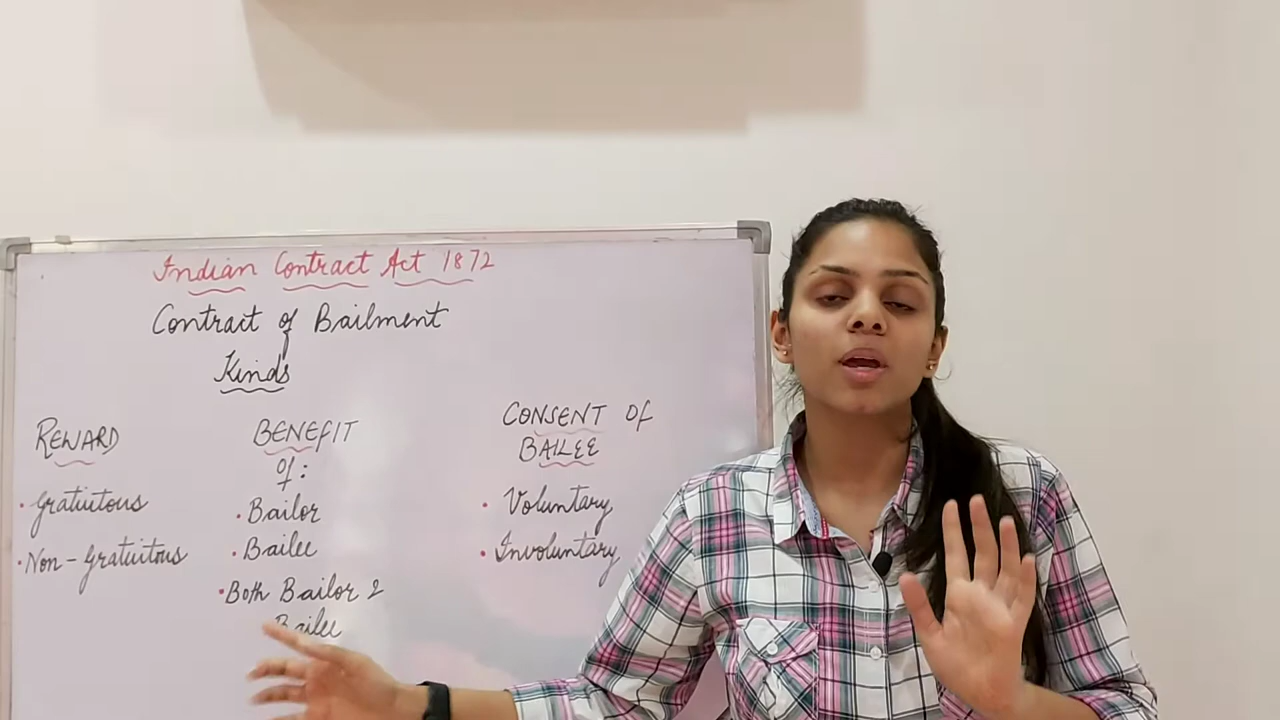 Indian Contract Act 1872
Contract of Bailment
Kinds
REWARD
• Gratuitous
• Non-Gratuitous
BENEFIT
of:
• Bailor
• Bailee
• Both Bailor &
Bailee
CONSENT OF
BAILEE
• Voluntary
• Involuntary